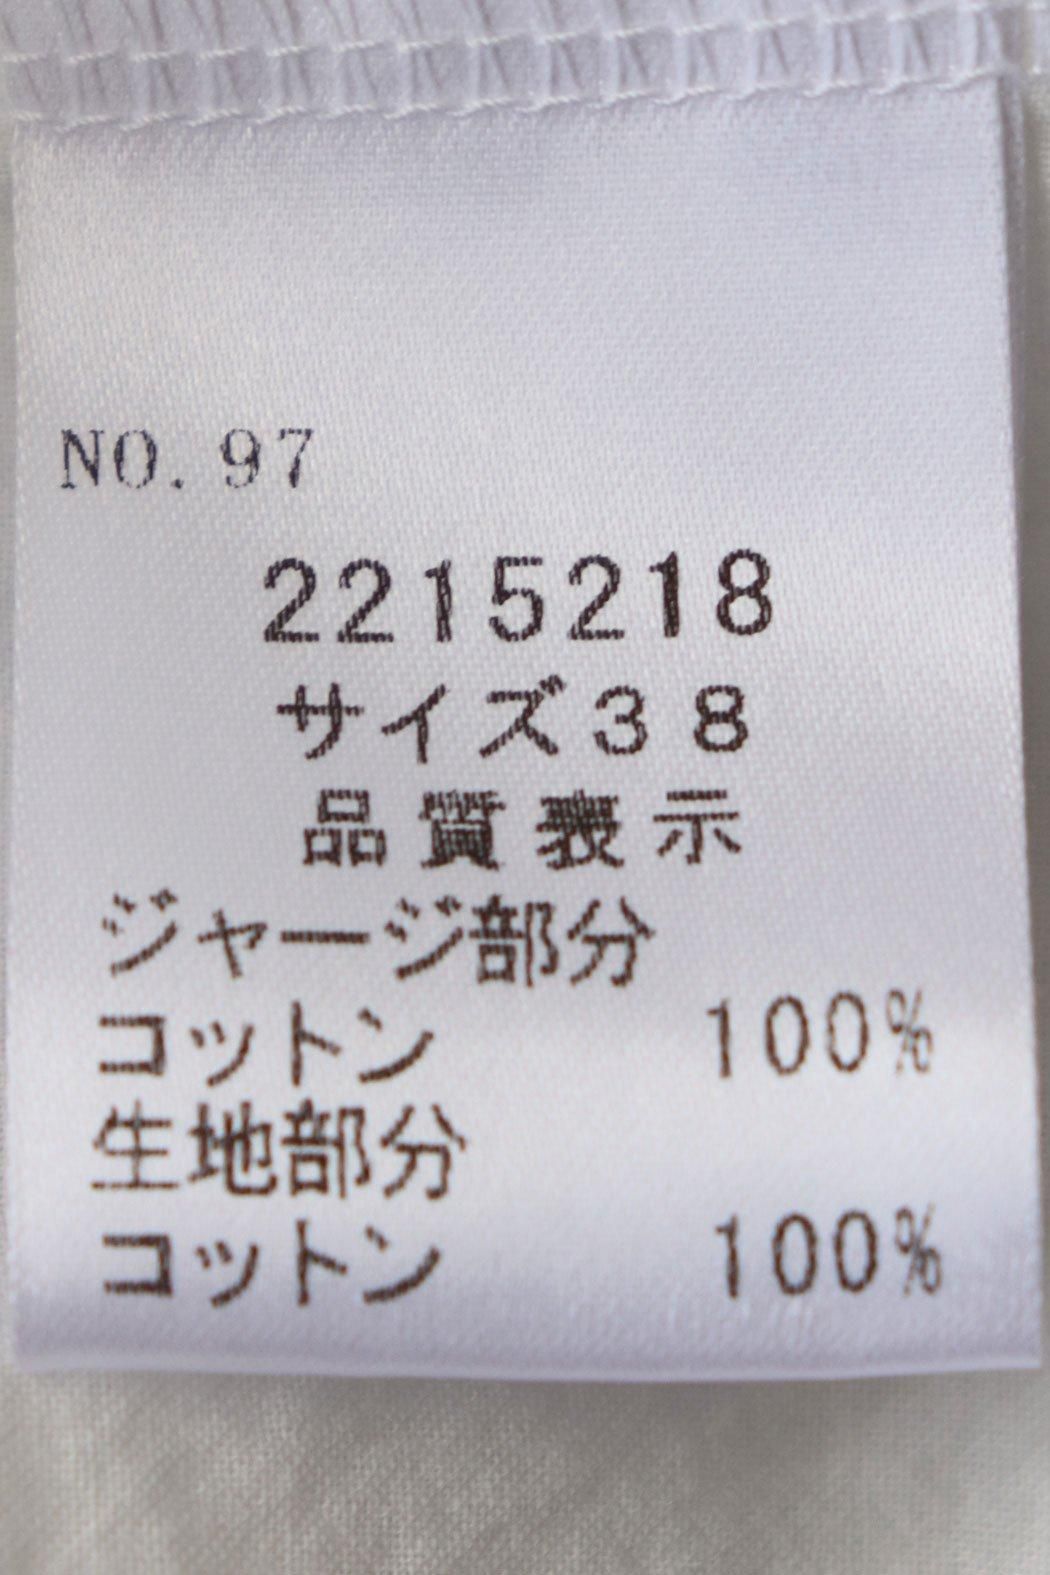 NO. 97
2215218
サイズ38
品質表示
ジャージ部分
コットン 100%
生地部分
コットン 100%